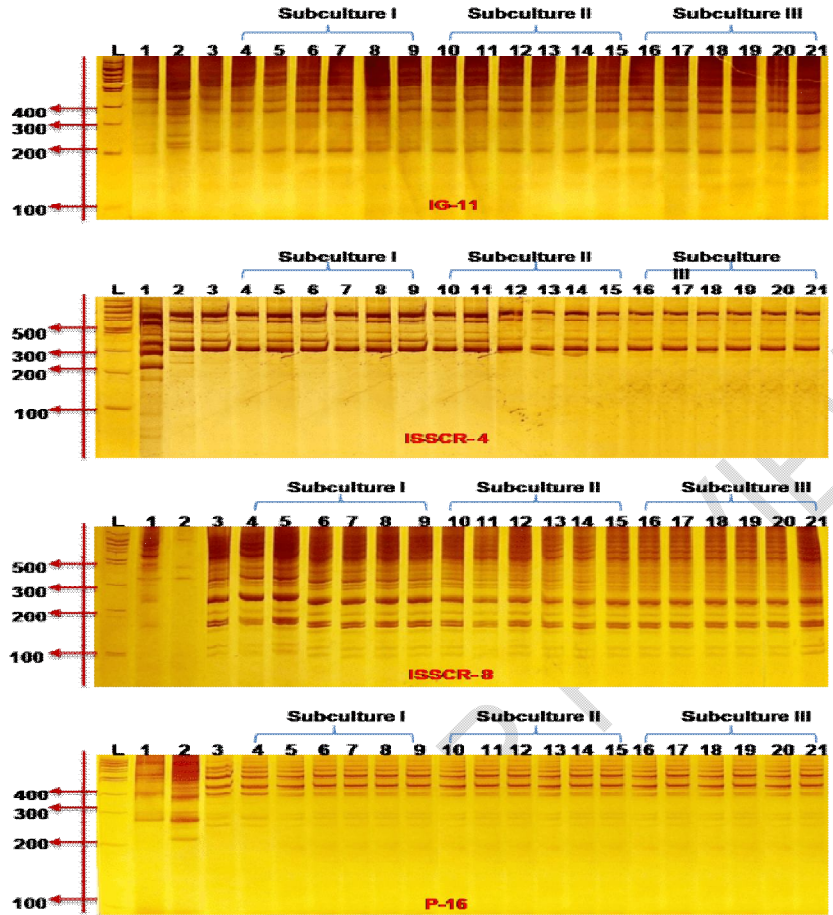 Subculture I Subculture II Subculture III
L 1 2 3 4 5 6 7 8 9 10 11 12 13 14 15 16 17 18 19 20 21
400
300
200
100
IG-11
Subculture I Subculture II Subculture III
L 1 2 3 4 5 6 7 8 9 10 11 12 13 14 15 16 17 18 19 20 21
500
300
200
100
ISSCR-4
Subculture I Subculture II Subculture III
L 1 2 3 4 5 6 7 8 9 10 11 12 13 14 15 16 17 18 19 20 21
500
300
200
100
ISSCR-8
Subculture I Subculture II Subculture III
L 1 2 3 4 5 6 7 8 9 10 11 12 13 14 15 16 17 18 19 20 21
400
300
200
100
P-16